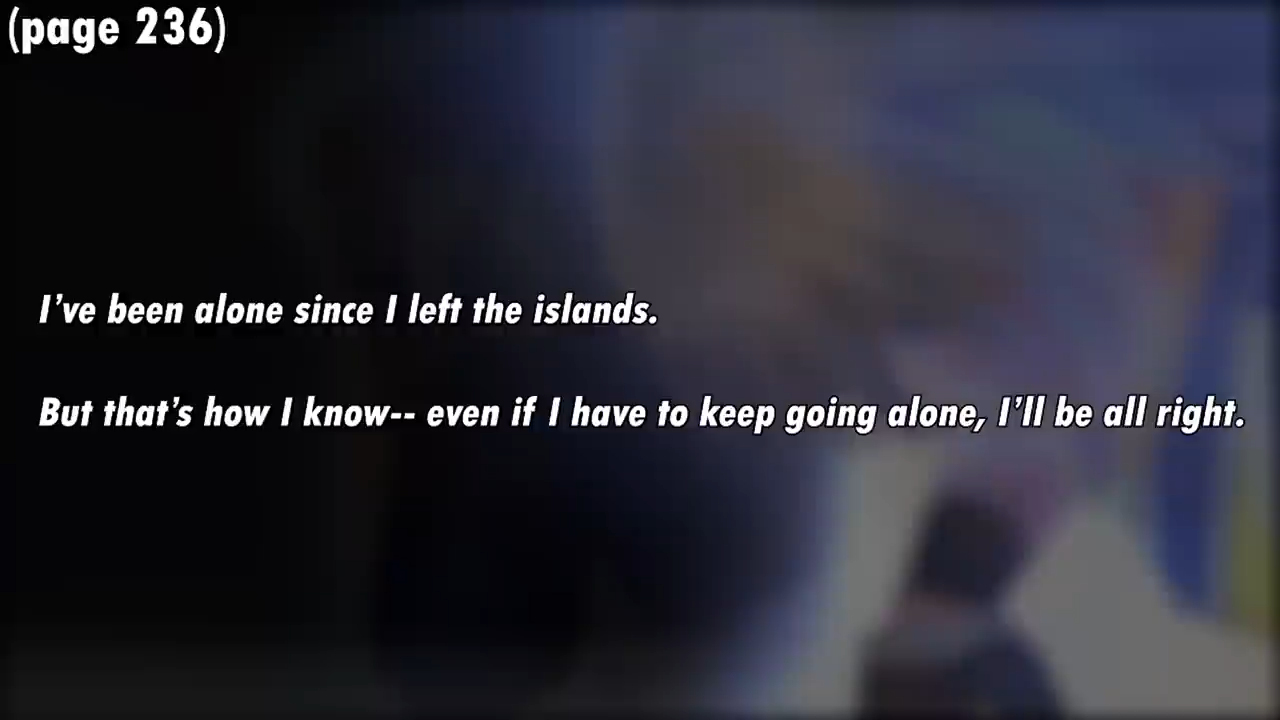 (page 236)
I've been alone since I left the islands.
But that's how I know-- even if I have to keep going alone, I'll be all right.